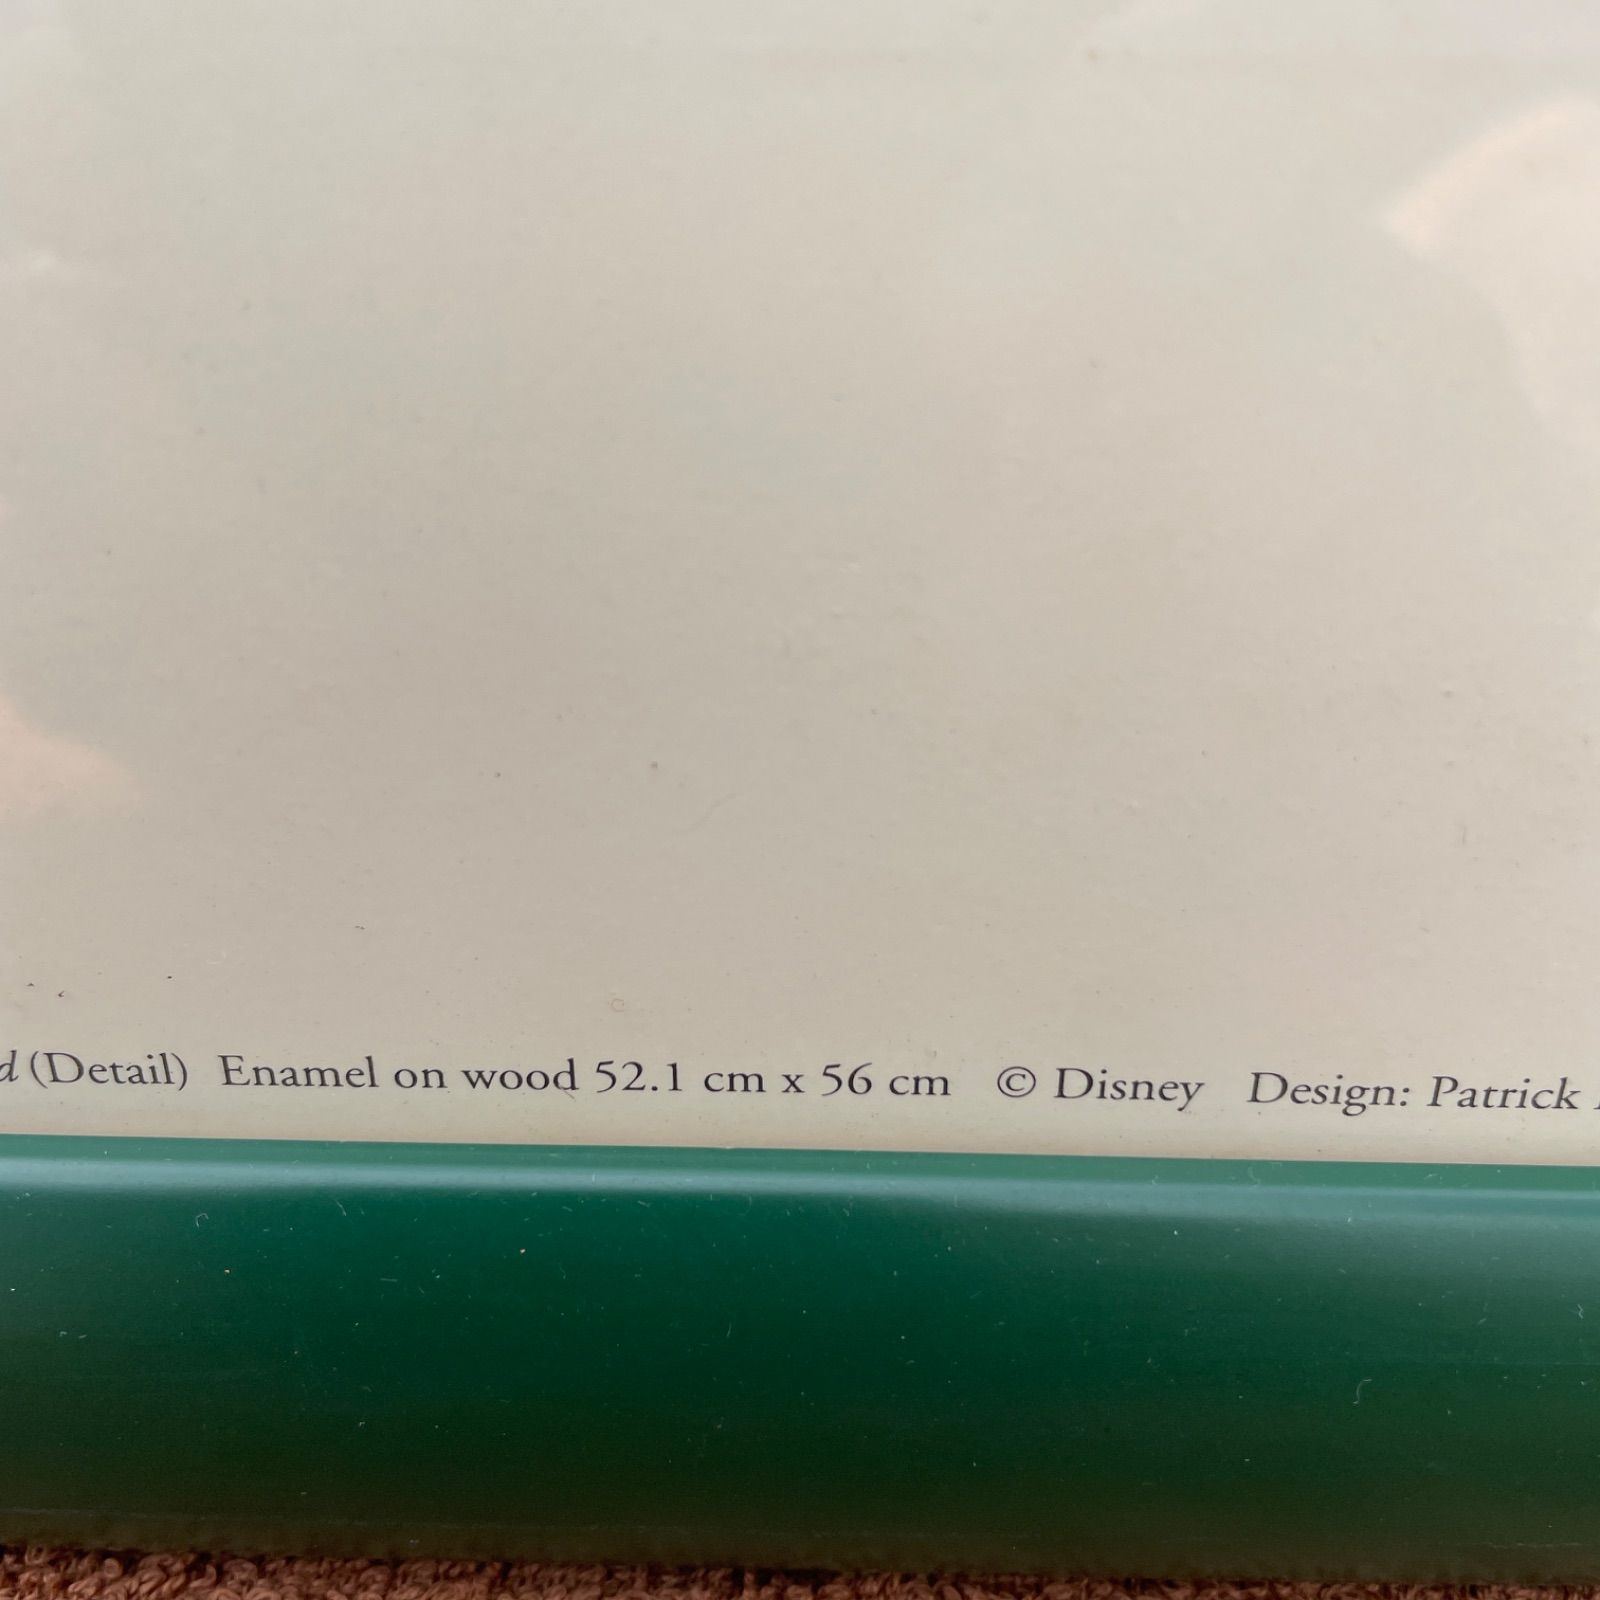 (Detail) Enamel on wood 52.1 cm x 56 cm © Disney Design: Patrick